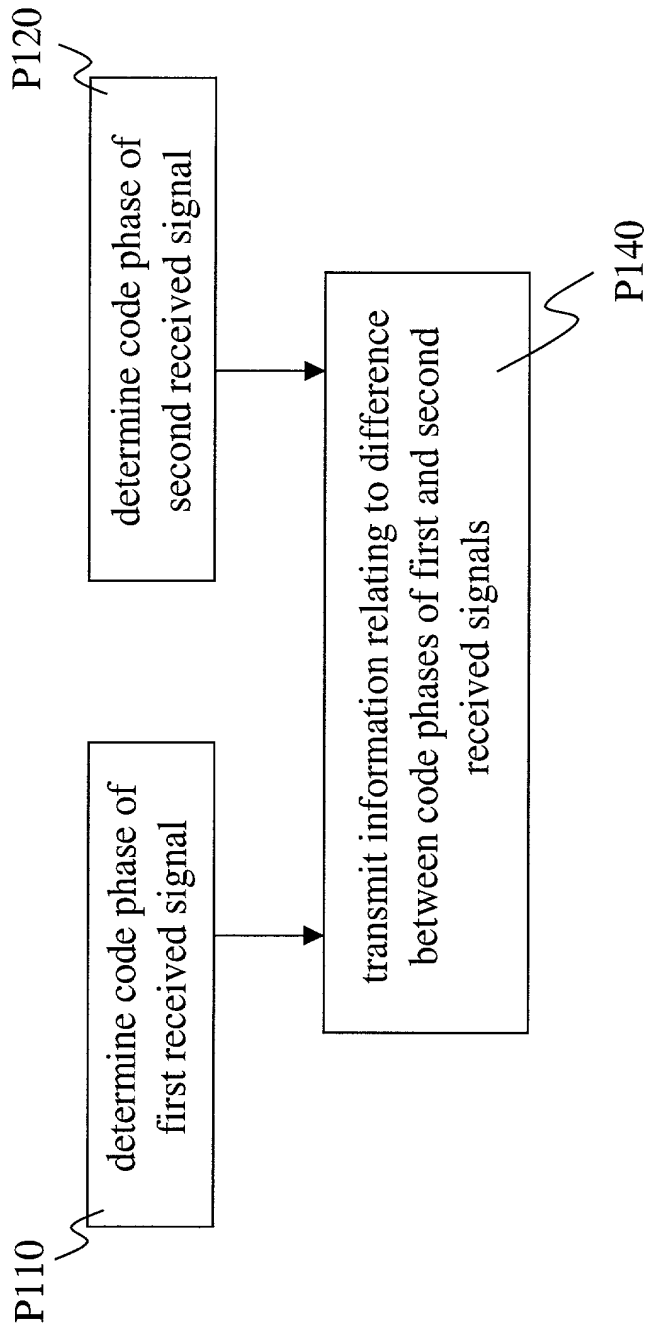 P110
determine code phase of
first received signal
P120
determine code phase of
second received signal
transmit information relating to difference
between code phases of first and second
received signals
P140